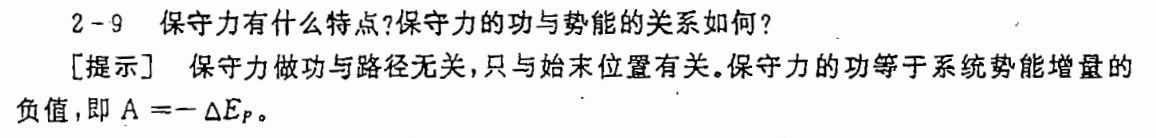 2-9 保守力有什么特点?保守力的功与势能的关系如何?
[提示] 保守力做功与路径无关,只与始末位置有关。保守力的功等于系统势能增量的
负值,即 A =- ΔEₚ。